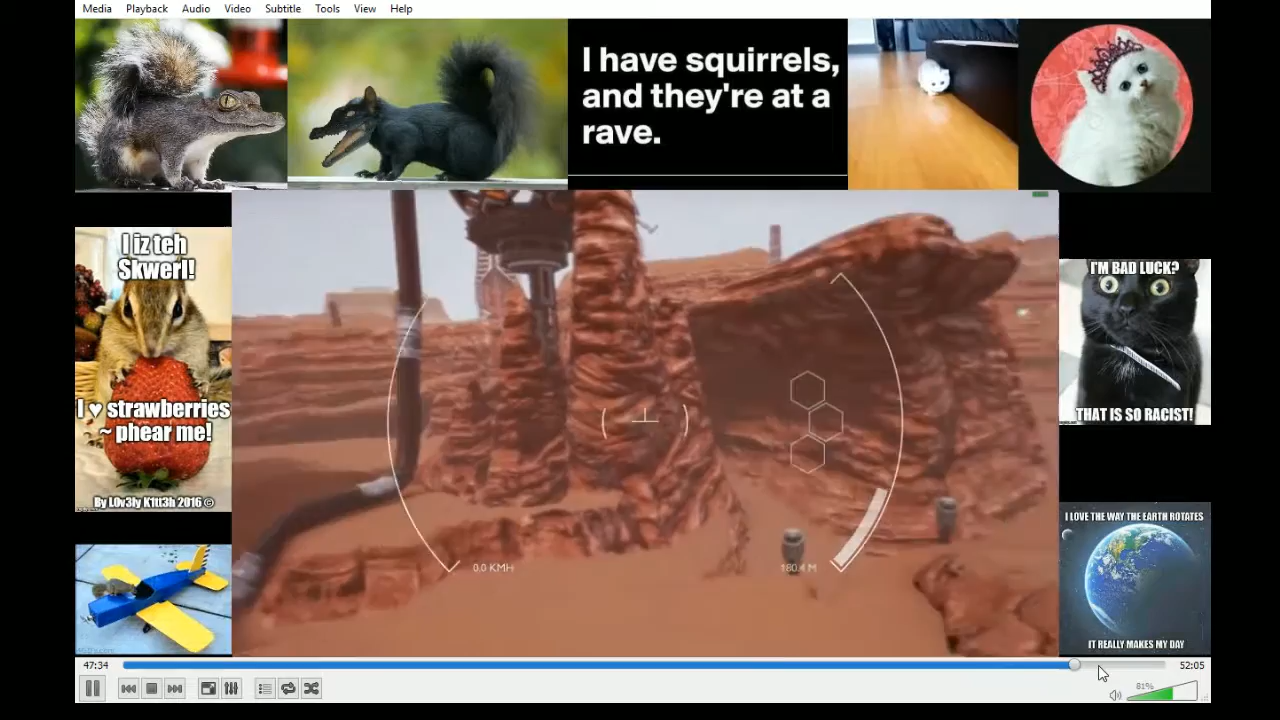 Media Playback Audio Video Subtitle Tools View Help
I have squirrels,
and they're at a
rave.
I iz teh
Skwerl!
I ♥ strawberries
~ phear me!
By L0v3ly K1tt3h 2016 ©
I'M BAD LUCK?
THAT IS SO RACIST!
0.0 KMH
180.4 M
I LOVE THE WAY THE EARTH ROTATES
IT REALLY MAKES MY DAY
47:34
52:05
81%